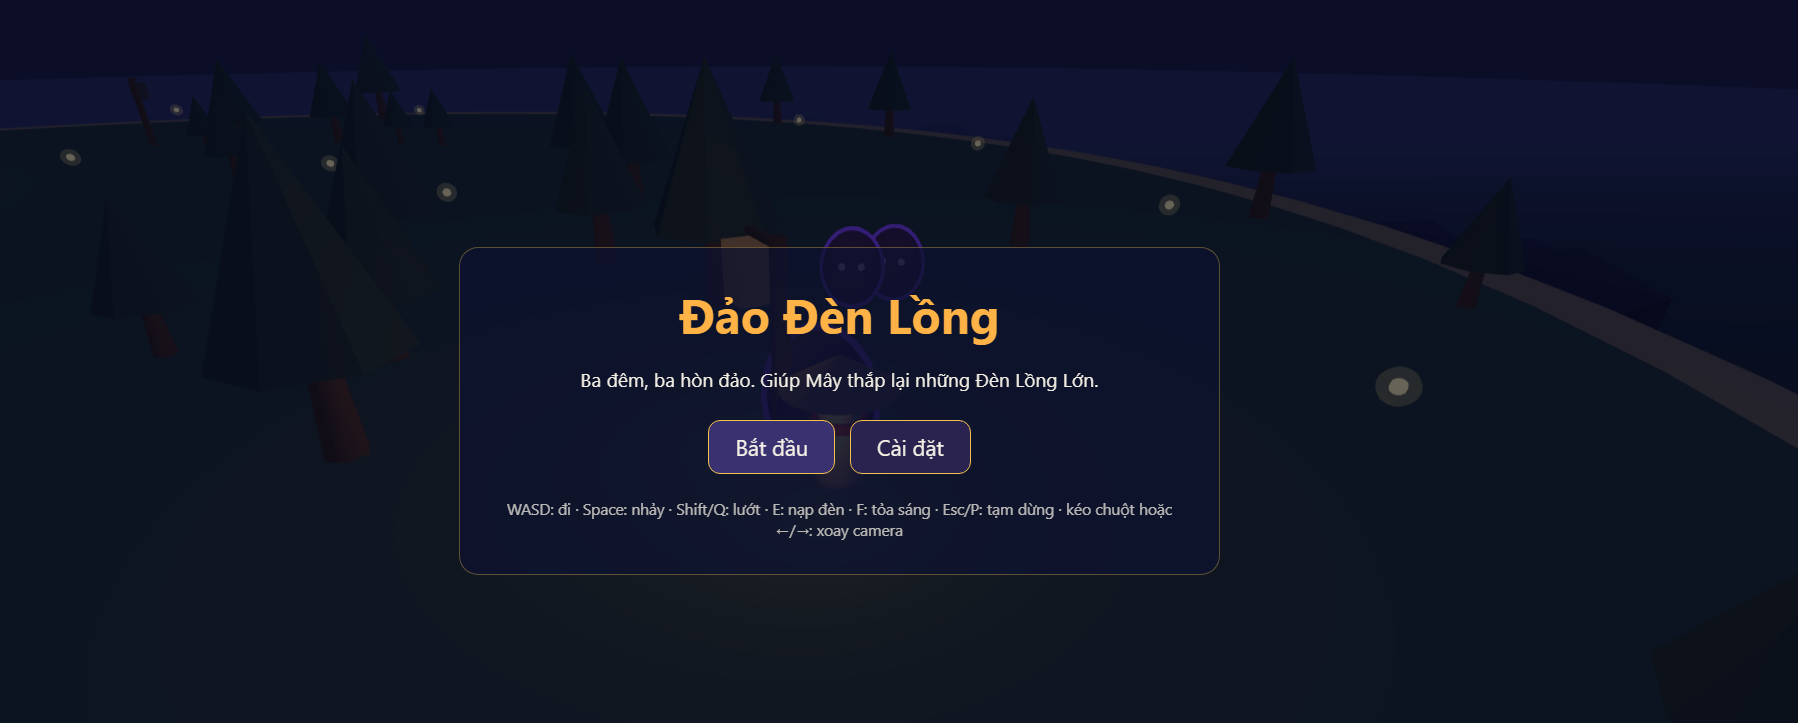 Đảo Đèn Lồng
Ba đêm, ba hòn đảo. Giúp Mây thắp lại những Đèn Lồng Lớn.
Bắt đầu
Cài đặt
WASD: đi · Space: nhảy · Shift/Q: lướt · E: nạp đèn · F: tỏa sáng · Esc/P: tạm dừng · kéo chuột hoặc
←/→: xoay camera